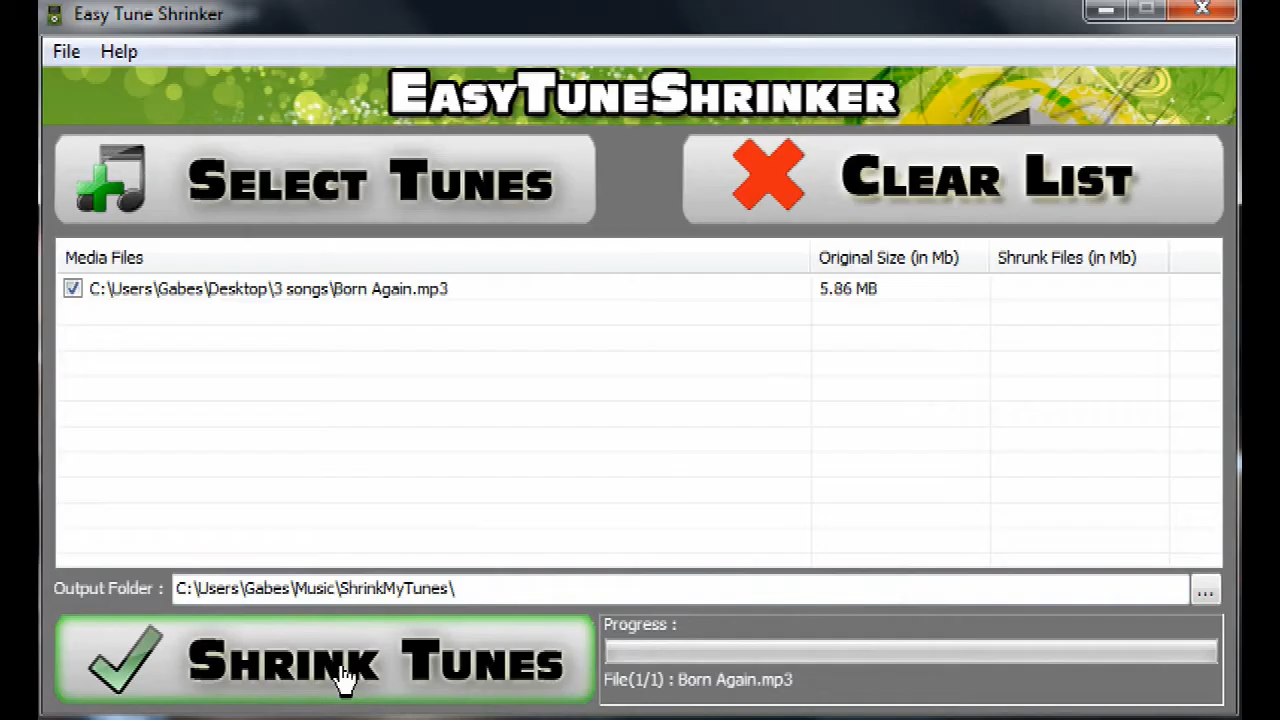 Easy Tune Shrinker
File Help
EasyTuneShrinker
Select Tunes
Clear List
Media Files Original Size (in Mb) Shrunk Files (in Mb)
C:\Users\Gabes\Desktop\3 songs\Born Again.mp3 5.86 MB
Output Folder : C:\Users\Gabes\Music\ShrinkMyTunes\ ...
Shrink Tunes
Progress :
File(1/1) : Born Again.mp3